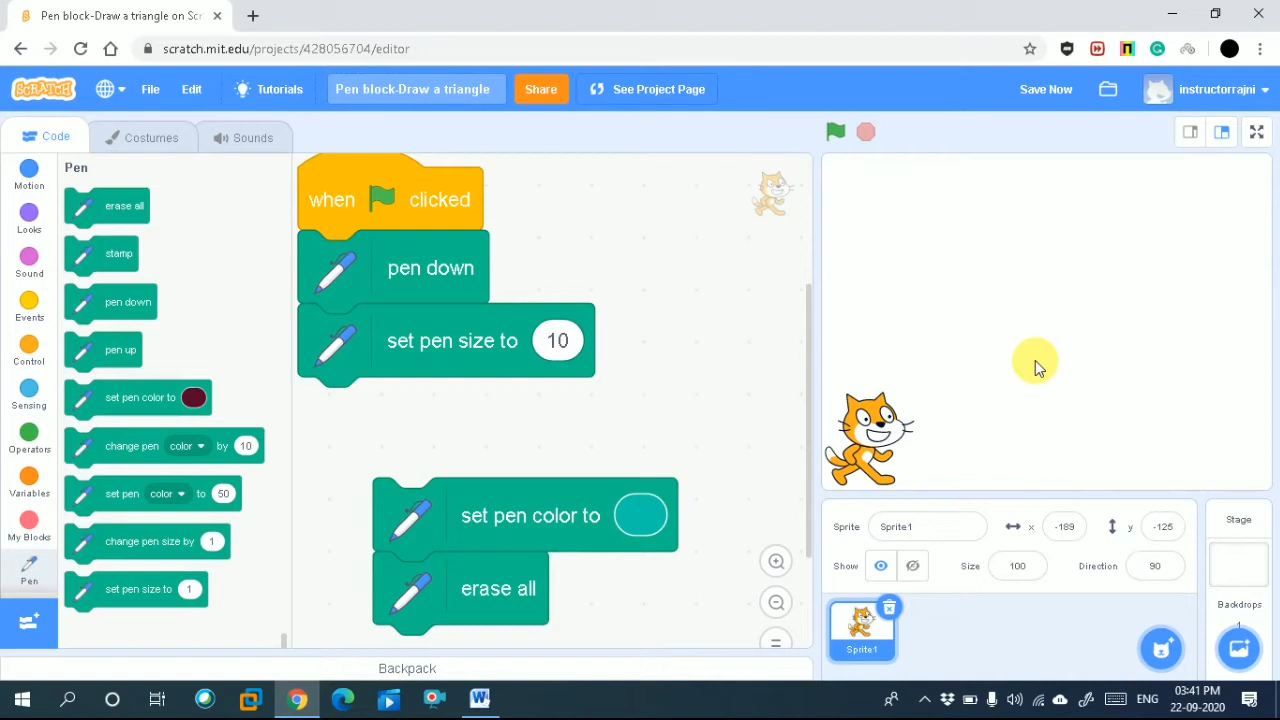 Pen block-Draw a triangle on Scr
scratch.mit.edu/projects/428056704/editor
SCRATCH
File
Edit
Tutorials
Pen block-Draw a triangle
Share
See Project Page
Save Now
instructorrajni
Code
Costumes
Sounds
Motion
Looks
Sound
Events
Control
Sensing
Operators
Variables
My Blocks
Pen
Pen
erase all
stamp
pen down
pen up
set pen color to
change pen color by 10
set pen color to 50
change pen size by 1
set pen size to 1
when clicked
pen down
set pen size to 10
set pen color to
erase all
Backpack
Sprite Sprite1 x -189 y -125
Show Size 100 Direction 90
Sprite1
Stage
Backdrops
1
ENG
03:41 PM
22-09-2020